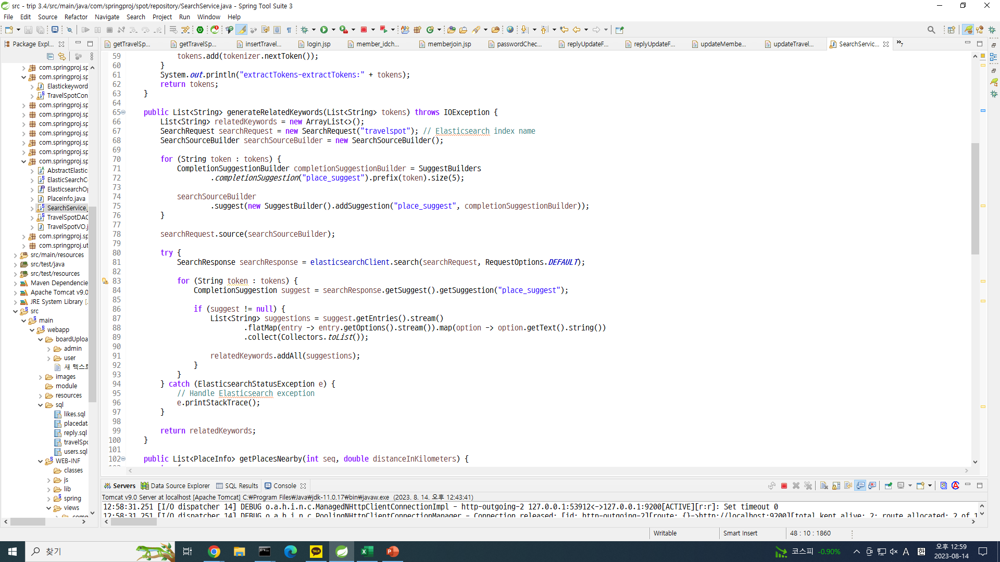 src - trip 3.4/src/main/java/com/springproj/spot/repository/SearchService.java - Spring Tool Suite 3
File Edit Source Refactor Navigate Search Project Run Window Help
Package Expl...
getTravelSp... getTravelSp... insertTravel... login.jsp member_idch... memberjoin.jsp passwordChec... replyUpdateF... replyUpdateF... updateMembe... updateTravel... SearchServic... »7
com.springproj.sp
com.springproj.sp
Elastickeyword
TravelSpotCon
com.springproj.sp
com.springproj.sp
com.springproj.sp
com.springproj.sp
com.springproj.sp
com.springproj.sp
com.springproj.sp
AbstractElastic
ElasticSearchC
ElasticsearchOp
PlaceInfo.java
SearchService.
TravelSpotDAO
TravelSpotVO.j
com.springproj.sp
com.springproj.ut
src/main/resources
src/test/java
src/test/resources
Maven Dependencie
Apache Tomcat v9.0
JRE System Library [
src
main
webapp
boardUploa
admin
user
새 텍스트
images
module
resources
sql
likes.sql
placedat
reply.sql
travelSpo
users.sql
WEB-INF
classes
js
lib
spring
views
59 tokens.add(tokenizer.nextToken());
60 }
61 System.out.println("extractTokens-extractTokens:" + tokens);
62 return tokens;
63 }
64
65 public List<String> generateRelatedKeywords(List<String> tokens) throws IOException {
66 List<String> relatedKeywords = new ArrayList<>();
67 SearchRequest searchRequest = new SearchRequest("travelspot"); // Elasticsearch index name
68 SearchSourceBuilder searchSourceBuilder = new SearchSourceBuilder();
69
70 for (String token : tokens) {
71 CompletionSuggestionBuilder completionSuggestionBuilder = SuggestBuilders
72 .completionSuggestion("place_suggest").prefix(token).size(5);
73
74 searchSourceBuilder
75 .suggest(new SuggestBuilder().addSuggestion("place_suggest", completionSuggestionBuilder));
76 }
77
78 searchRequest.source(searchSourceBuilder);
79
80 try {
81 SearchResponse searchResponse = elasticsearchClient.search(searchRequest, RequestOptions.DEFAULT);
82
83 for (String token : tokens) {
84 CompletionSuggestion suggest = searchResponse.getSuggest().getSuggestion("place_suggest");
85
86 if (suggest != null) {
87 List<String> suggestions = suggest.getEntries().stream()
88 .flatMap(entry -> entry.getOptions().stream()).map(option -> option.getText().string())
89 .collect(Collectors.toList());
90
91 relatedKeywords.addAll(suggestions);
92 }
93 }
94 } catch (ElasticsearchStatusException e) {
95 // Handle Elasticsearch exception
96 e.printStackTrace();
97 }
98
99 return relatedKeywords;
100 }
101
102 public List<PlaceInfo> getPlacesNearby(int seq, double distanceInKilometers) {
Servers Data Source Explorer SQL Results Console
Tomcat v9.0 Server at localhost [Apache Tomcat] C:₩Program Files₩Java₩jdk-11.0.17₩bin₩javaw.exe (2023. 8. 14. 오후 12:43:41)
12:58:31.251 [I/O dispatcher 14] DEBUG o.a.h.i.n.c.ManagedNHttpClientConnectionImpl - http-outgoing-2 127.0.0.1:53912<->127.0.0.1:9200[ACTIVE][r:r]: Set timeout 0
12:58:31.251 [I/O dispatcher 14] DEBUG o.a.h.i.n.c.PoolingNHttpClientConnectionManager - Connection released: [id: http-outgoing-2][route: {}->http://localhost:9200][total kept alive: 2; route allocated: 2 of 1
Writable Smart Insert 48 : 10 : 1860
찾기
TALK
코스피 -0.90%
A
오후 12:59
2023-08-14